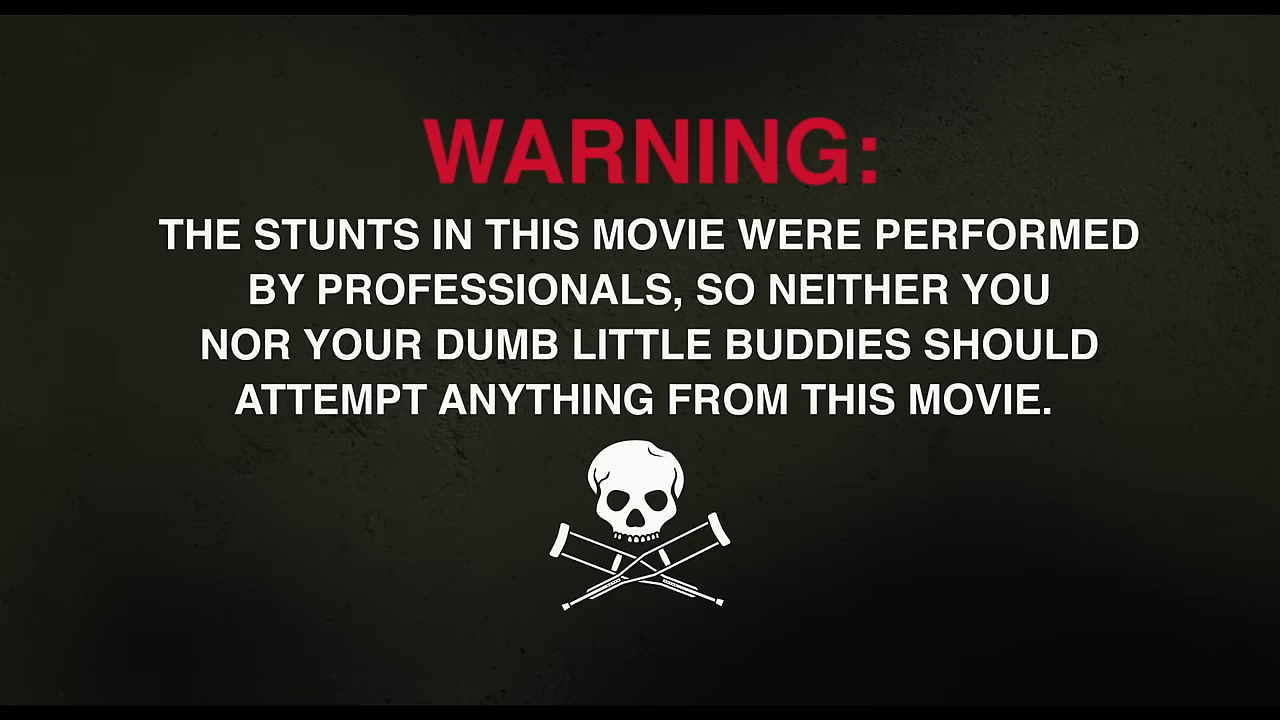 WARNING:
THE STUNTS IN THIS MOVIE WERE PERFORMED
BY PROFESSIONALS, SO NEITHER YOU
NOR YOUR DUMB LITTLE BUDDIES SHOULD
ATTEMPT ANYTHING FROM THIS MOVIE.